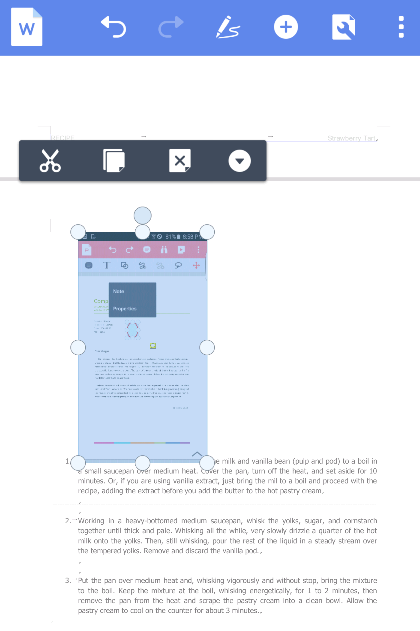 W
RECIPE
Strawberry Tart
81% 8:58 P
Note
Properties
1. e milk and vanilla bean (pulp and pod) to a boil in
a small saucepan over medium heat. Cover the pan, turn off the heat, and set aside for 10
minutes. Or, if you are using vanilla extract, just bring the mil to a boil and proceed with the
recipe, adding the extract before you add the butter to the hot pastry cream.
2. Working in a heavy-bottomed medium saucepan, whisk the yolks, sugar, and cornstarch
together until thick and pale. Whisking all the while, very slowly drizzle a quarter of the hot
milk onto the yolks. Then, still whisking, pour the rest of the liquid in a steady stream over
the tempered yolks. Remove and discard the vanilla pod.
3. Put the pan over medium heat and, whisking vigorously and without stop, bring the mixture
to the boil. Keep the mixture at the boil, whisking energetically, for 1 to 2 minutes, then
remove the pan from the heat and scrape the pastry cream into a clean bowl. Allow the
pastry cream to cool on the counter for about 3 minutes.